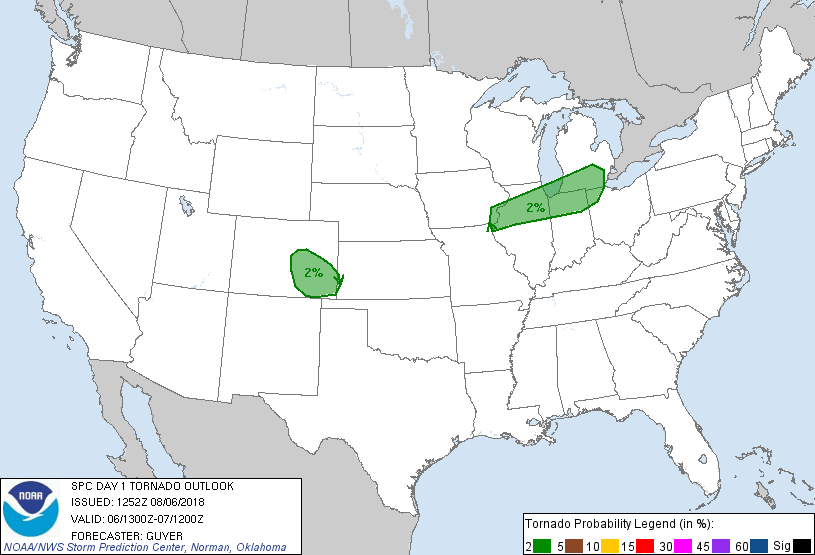 2%
2%
NOAA
SPC DAY 1 TORNADO OUTLOOK
ISSUED: 1252Z 08/06/2018
VALID: 06/1300Z-07/1200Z
FORECASTER: GUYER
NOAA/NWS Storm Prediction Center, Norman, Oklahoma
Tornado Probability Legend (in %):
2 5 10 15 30 45 60 Sig